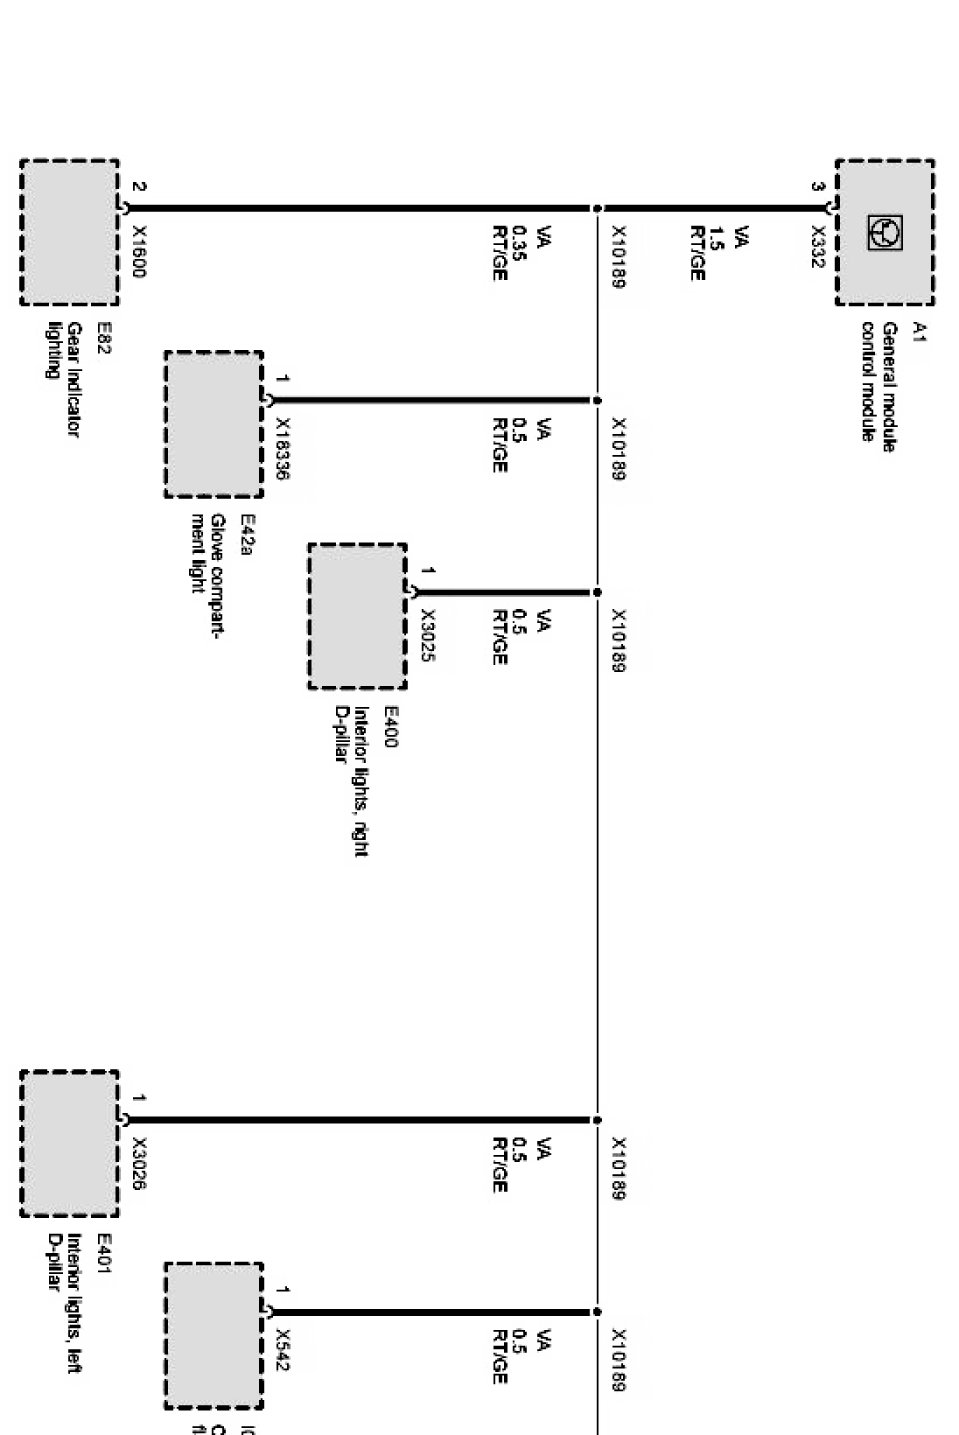 A1
General module
control module
3
X332
VA
1.5
RT/GE
X10189
X10189
X10189
X10189
X10189
VA
0.35
RT/GE
VA
0.5
RT/GE
VA
0.5
RT/GE
VA
0.5
RT/GE
VA
0.5
RT/GE
1
X3025
E400
Interior lights, right
D-pillar
1
X18336
E42a
Glove compart-
ment light
1
X542
2
X1600
E82
Gear indicator
lighting
1
X3026
E401
Interior lights, left
D-pillar